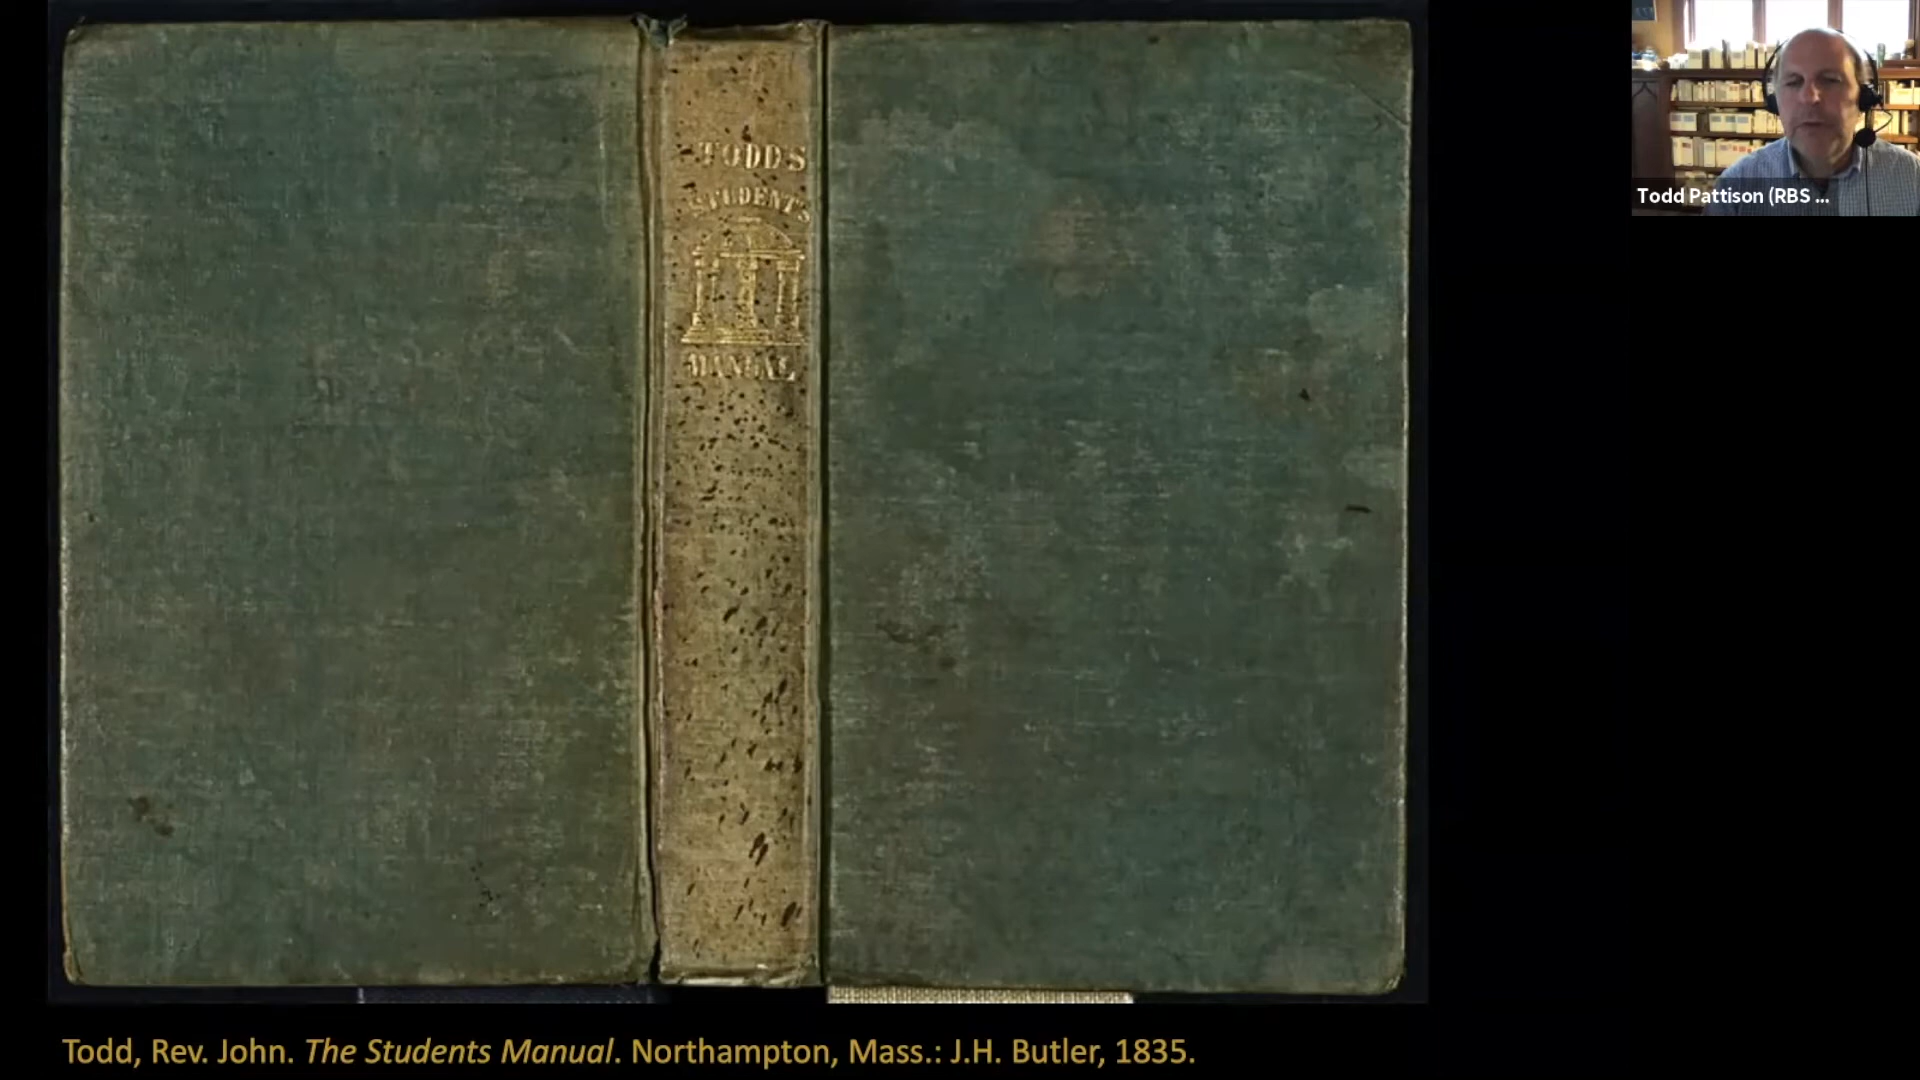 TODD'S
STUDENT'S
MANUAL
Todd Pattison (RBS ...
Todd, Rev. John. The Students Manual. Northampton, Mass.: J.H. Butler, 1835.